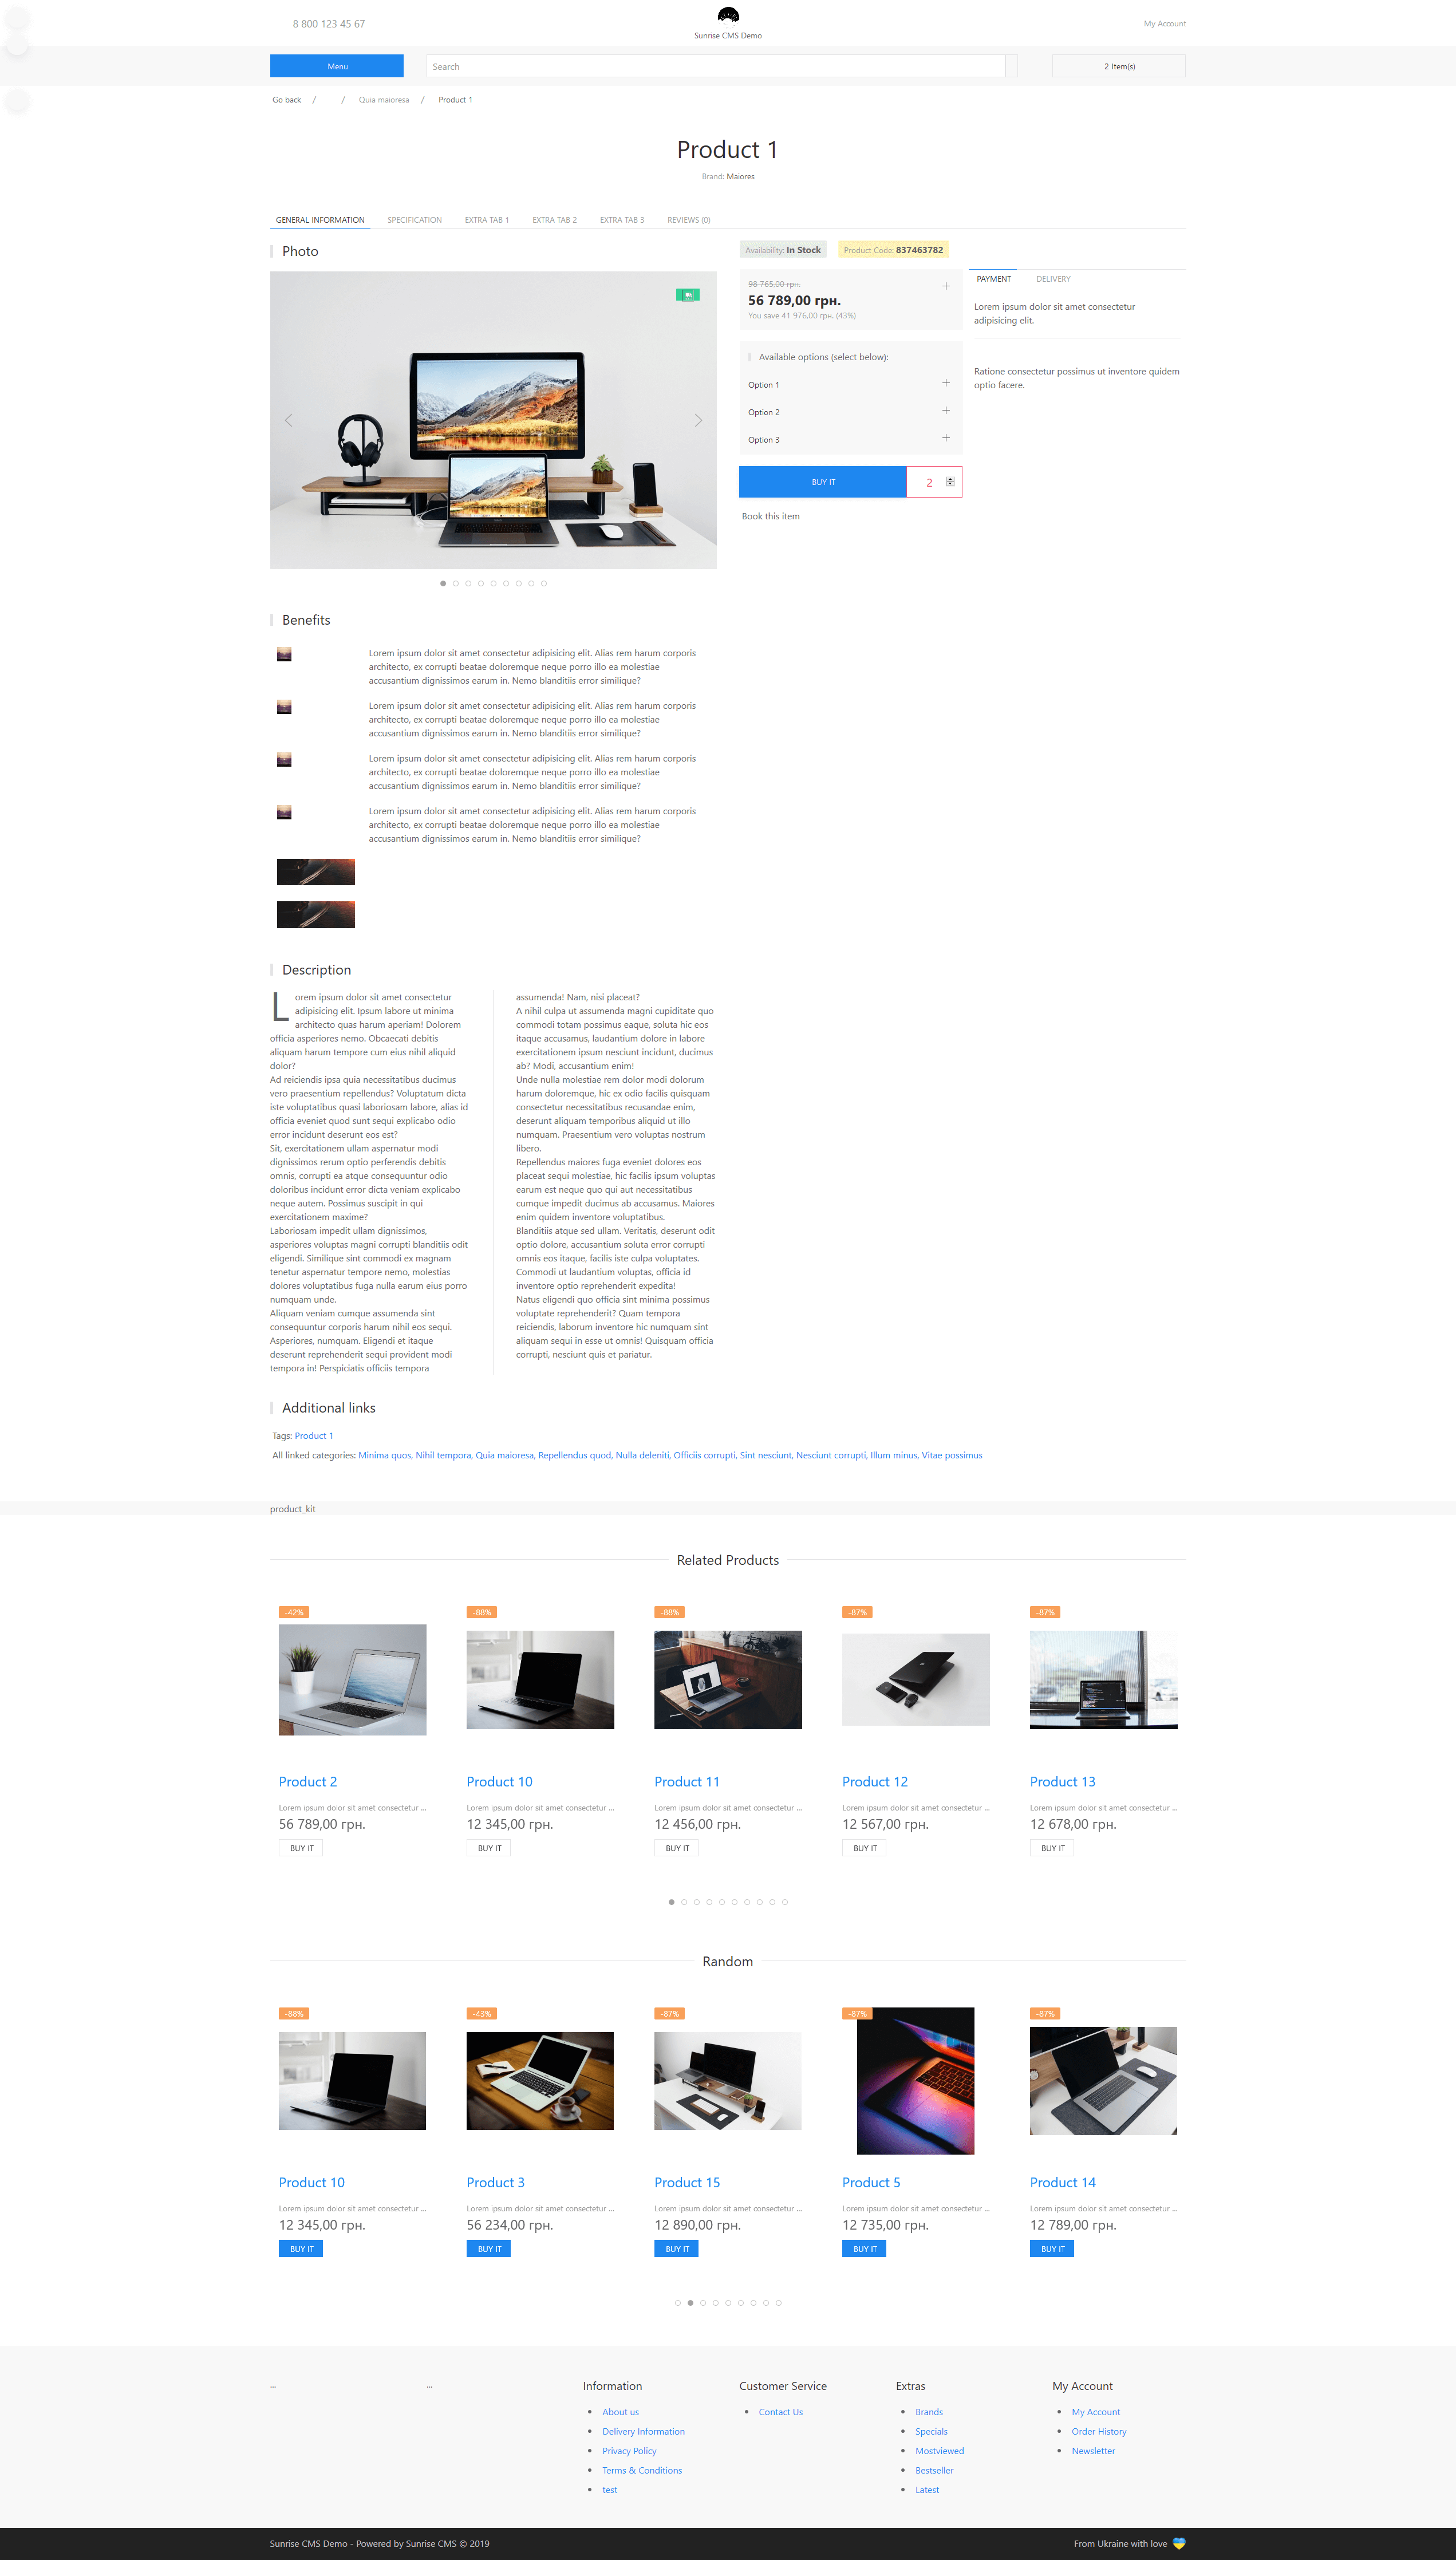 8 800 123 45 67
Sunrise CMS Demo
My Account
Menu
Search
2 Item(s)
Go back / / Quia maioresa / Product 1
Product 1
Brand: Maiores
GENERAL INFORMATION SPECIFICATION EXTRA TAB 1 EXTRA TAB 2 EXTRA TAB 3 REVIEWS (0)
Photo
Availability: In Stock
Product Code: 837463782
98 765,00 грн.
56 789,00 грн.
You save 41 976,00 грн. (43%)
Available options (select below):
Option 1
Option 2
Option 3
BUY IT
2
Book this item
PAYMENT DELIVERY
Lorem ipsum dolor sit amet consectetur
adipisicing elit.
Ratione consectetur possimus ut inventore quidem
optio facere.
Benefits
Lorem ipsum dolor sit amet consectetur adipisicing elit. Alias rem harum corporis
architecto, ex corrupti beatae doloremque neque porro illo ea molestiae
accusantium dignissimos earum in. Nemo blanditiis error similique?
Lorem ipsum dolor sit amet consectetur adipisicing elit. Alias rem harum corporis
architecto, ex corrupti beatae doloremque neque porro illo ea molestiae
accusantium dignissimos earum in. Nemo blanditiis error similique?
Lorem ipsum dolor sit amet consectetur adipisicing elit. Alias rem harum corporis
architecto, ex corrupti beatae doloremque neque porro illo ea molestiae
accusantium dignissimos earum in. Nemo blanditiis error similique?
Lorem ipsum dolor sit amet consectetur adipisicing elit. Alias rem harum corporis
architecto, ex corrupti beatae doloremque neque porro illo ea molestiae
accusantium dignissimos earum in. Nemo blanditiis error similique?
Description
Lorem ipsum dolor sit amet consectetur
adipisicing elit. Ipsum labore ut minima
architecto quas harum aperiam! Dolorem
officia asperiores nemo. Obcaecati debitis
aliquam harum tempore cum eius nihil aliquid
dolor?
Ad reiciendis ipsa quia necessitatibus ducimus
vero praesentium repellendus? Voluptatum dicta
iste voluptatibus quasi laboriosam labore, alias id
officia eveniet quod sunt sequi explicabo odio
error incidunt deserunt eos est?
Sit, exercitationem ullam aspernatur modi
dignissimos rerum optio perferendis debitis
omnis, corrupti ea atque consequuntur odio
doloribus incidunt error dicta veniam explicabo
neque autem. Possimus suscipit in qui
exercitationem maxime?
Laboriosam impedit ullam dignissimos,
asperiores voluptas magni corrupti blanditiis odit
eligendi. Similique sint commodi ex magnam
tenetur aspernatur tempore nemo, molestias
dolores voluptatibus fuga nulla earum eius porro
numquam unde.
Aliquam veniam cumque assumenda sint
consequuntur corporis harum nihil eos sequi.
Asperiores, numquam. Eligendi et itaque
deserunt reprehenderit sequi provident modi
tempora in! Perspiciatis officiis tempora
assumenda! Nam, nisi placeat?
A nihil culpa ut assumenda magni cupiditate quo
commodi totam possimus eaque, soluta hic eos
itaque accusamus, laudantium dolore in labore
exercitationem ipsum nesciunt incidunt, ducimus
ab? Modi, accusantium enim!
Unde nulla molestiae rem dolor modi dolorum
harum doloremque, hic ex odio facilis quisquam
consectetur necessitatibus recusandae enim,
deserunt aliquam temporibus aliquid ut illo
numquam. Praesentium vero voluptas nostrum
libero.
Repellendus maiores fuga eveniet dolores eos
placeat sequi molestiae, hic facilis ipsum voluptas
earum est neque quo qui aut necessitatibus
cumque impedit ducimus ab accusamus. Maiores
enim quidem inventore voluptatibus.
Blanditiis atque sed ullam. Veritatis, deserunt odit
optio dolore, accusantium soluta error corrupti
omnis eos itaque, facilis iste culpa voluptates.
Commodi ut laudantium voluptas, officia id
inventore optio reprehenderit expedita!
Natus eligendi quo officia sint minima possimus
voluptate reprehenderit? Quam tempora
reiciendis, laborum inventore hic numquam sint
aliquam sequi in esse ut omnis! Quisquam officia
corrupti, nesciunt quis et pariatur.
Additional links
Tags: Product 1
All linked categories: Minima quos, Nihil tempora, Quia maioresa, Repellendus quod, Nulla deleniti, Officiis corrupti, Sint nesciunt, Nesciunt corrupti, Illum minus, Vitae possimus
product_kit
Related Products
-42% -88% -88% -87% -87%
Product 2 Product 10 Product 11 Product 12 Product 13
Lorem ipsum dolor sit amet consectetur ... Lorem ipsum dolor sit amet consectetur ... Lorem ipsum dolor sit amet consectetur ... Lorem ipsum dolor sit amet consectetur ... Lorem ipsum dolor sit amet consectetur ...
56 789,00 грн. 12 345,00 грн. 12 456,00 грн. 12 567,00 грн. 12 678,00 грн.
BUY IT BUY IT BUY IT BUY IT BUY IT
Random
-88% -43% -87% -87% -87%
Product 10 Product 3 Product 15 Product 5 Product 14
Lorem ipsum dolor sit amet consectetur ... Lorem ipsum dolor sit amet consectetur ... Lorem ipsum dolor sit amet consectetur ... Lorem ipsum dolor sit amet consectetur ... Lorem ipsum dolor sit amet consectetur ...
12 345,00 грн. 56 234,00 грн. 12 890,00 грн. 12 735,00 грн. 12 789,00 грн.
BUY IT BUY IT BUY IT BUY IT BUY IT
...
...
Information
About us
Delivery Information
Privacy Policy
Terms & Conditions
test
Customer Service
Contact Us
Extras
Brands
Specials
Mostviewed
Bestseller
Latest
My Account
My Account
Order History
Newsletter
Sunrise CMS Demo - Powered by Sunrise CMS © 2019
From Ukraine with love